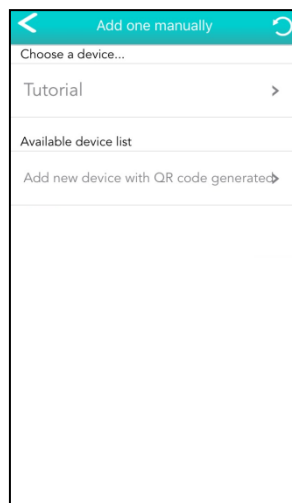 Add one manually
Choose a device...
Tutorial
Available device list
Add new device with QR code generated